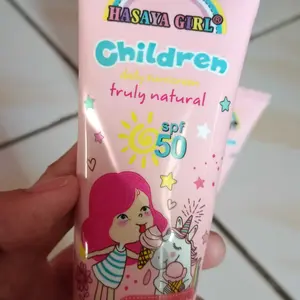 HASAYA GIRL®
Children
truly natural
spf
50